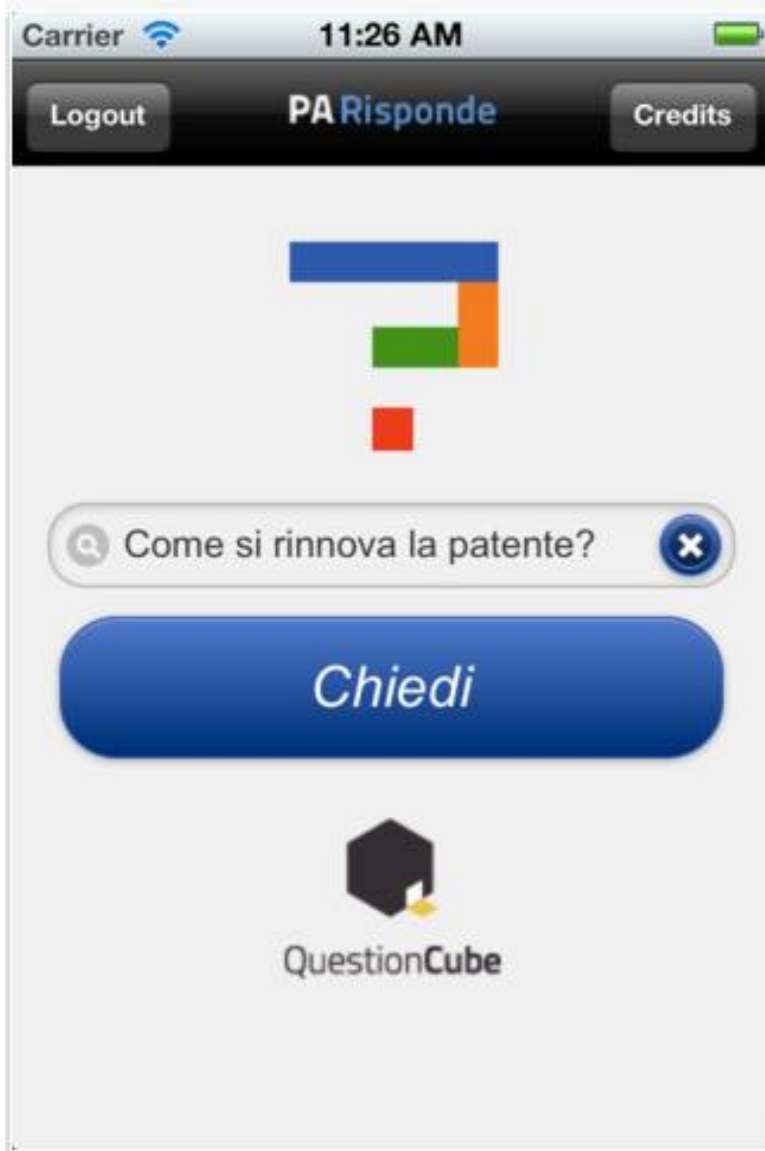 Carrier 11:26 AM
Logout PA Risponde Credits
Come si rinnova la patente?
Chiedi
QuestionCube